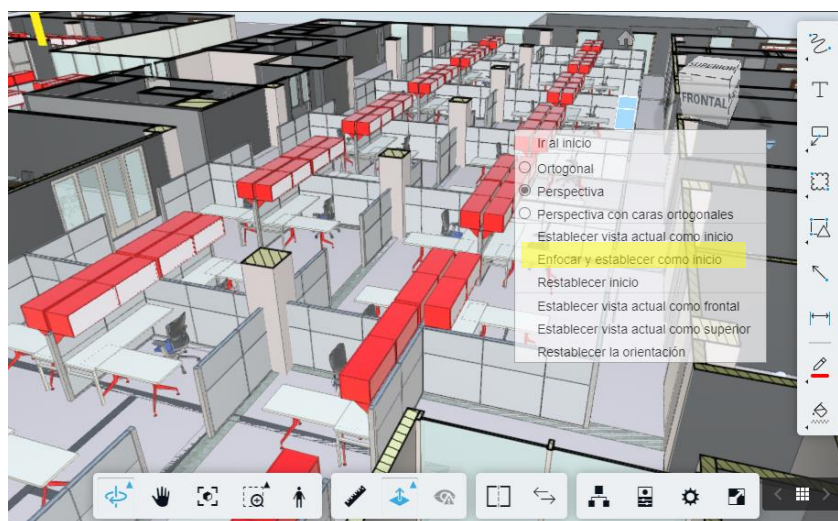 SUPERIOR
FRONTAL
Ir al inicio
Ortogonal
Perspectiva
Perspectiva con caras ortogonales
Establecer vista actual como inicio
Enfocar y establecer como inicio
Restablecer inicio
Establecer vista actual como frontal
Establecer vista actual como superior
Restablecer la orientación
T